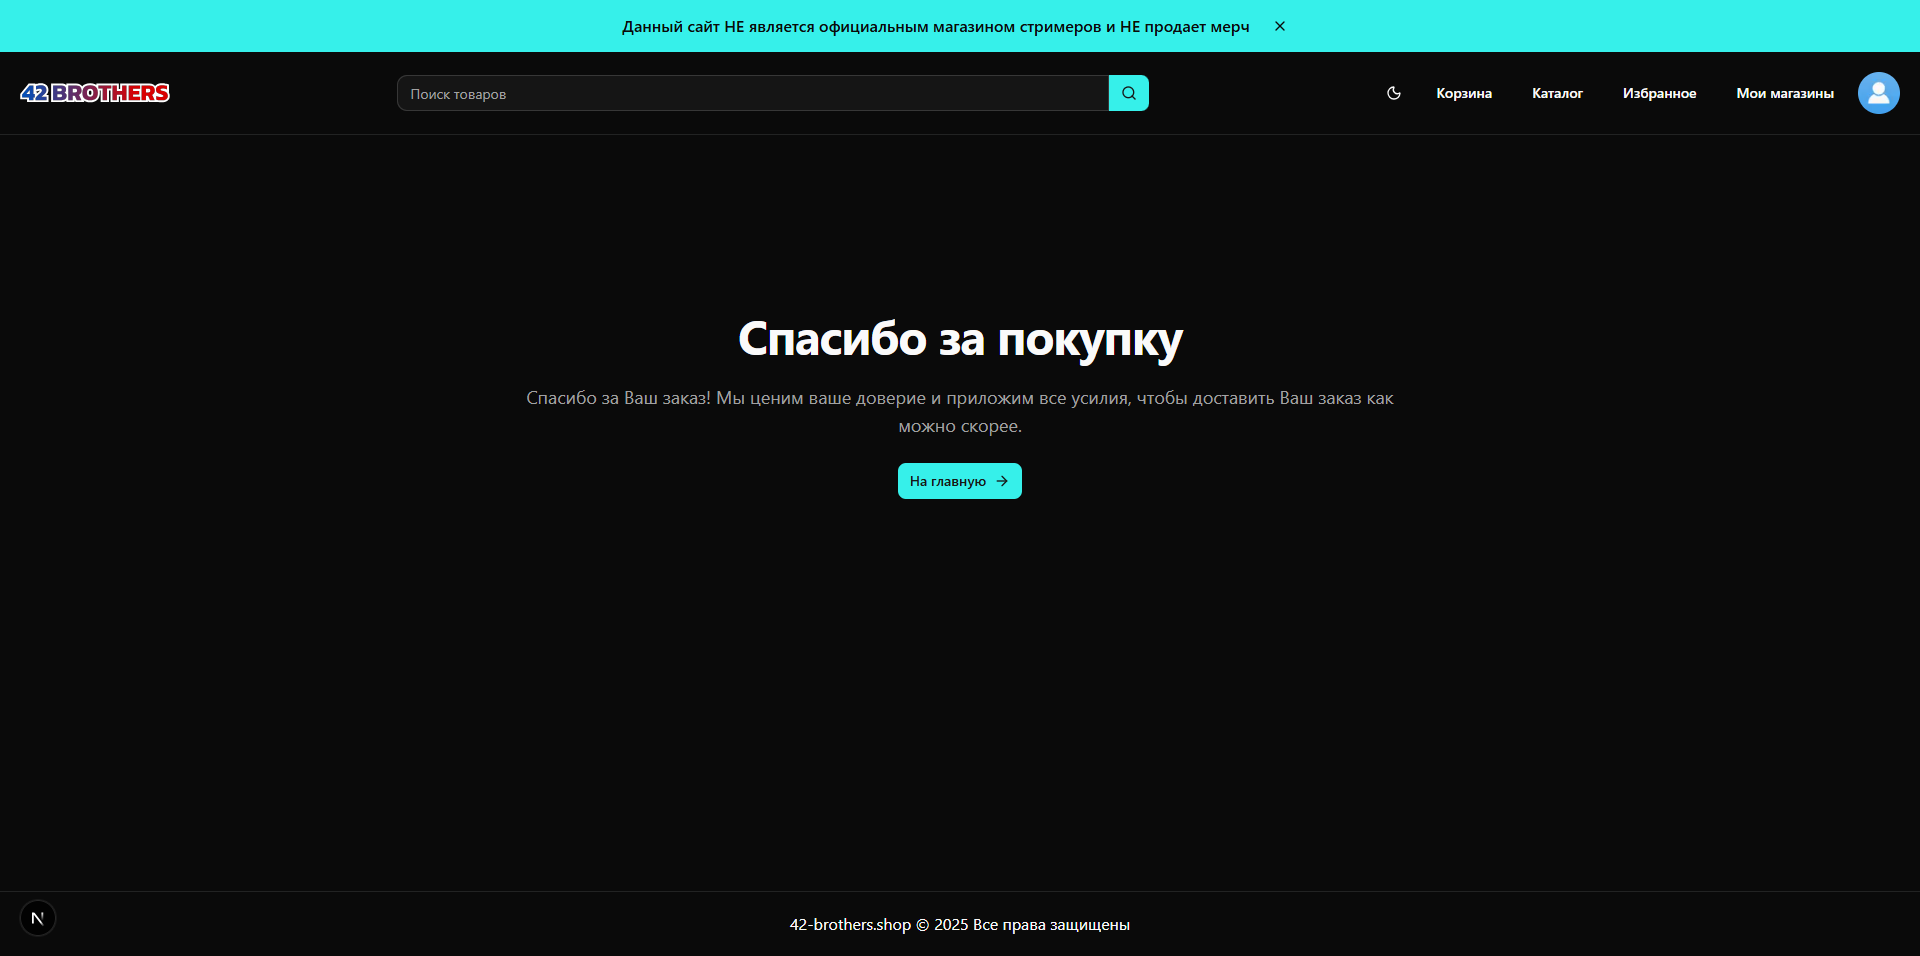 Данный сайт НЕ является официальным магазином стримеров и НЕ продает мерч
42 BROTHERS
Поиск товаров
Корзина
Каталог
Избранное
Мои магазины
Спасибо за покупку
Спасибо за Ваш заказ! Мы ценим ваше доверие и приложим все усилия, чтобы доставить Ваш заказ как
можно скорее.
На главную
N
42-brothers.shop © 2025 Все права защищены